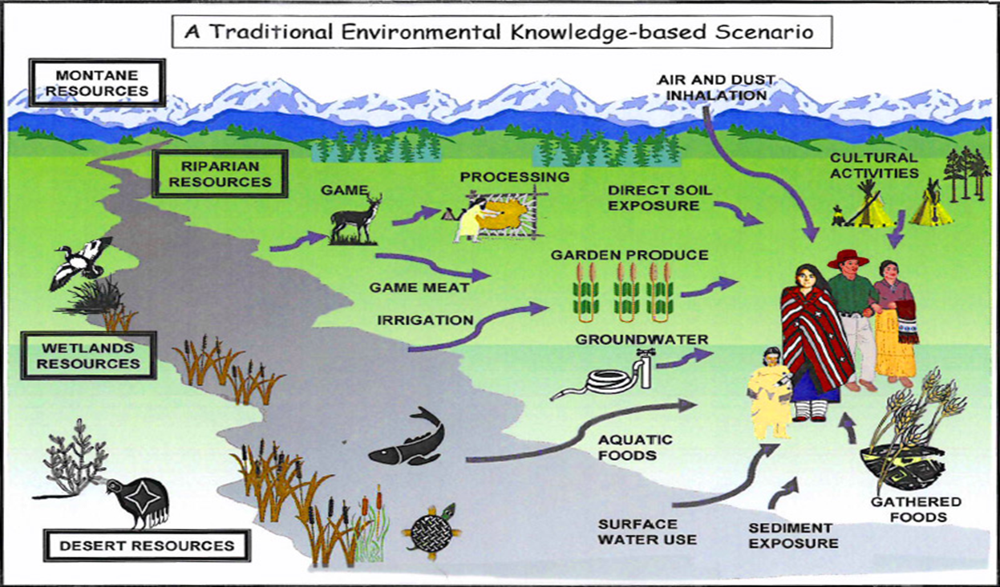 A Traditional Environmental Knowledge-based Scenario
MONTANE
RESOURCES
AIR AND DUST
INHALATION
RIPARIAN
RESOURCES
GAME
PROCESSING
DIRECT SOIL
EXPOSURE
CULTURAL
ACTIVITIES
GAME MEAT
GARDEN PRODUCE
IRRIGATION
GROUNDWATER
WETLANDS
RESOURCES
AQUATIC
FOODS
GATHERED
FOODS
SURFACE
WATER USE
SEDIMENT
EXPOSURE
DESERT RESOURCES